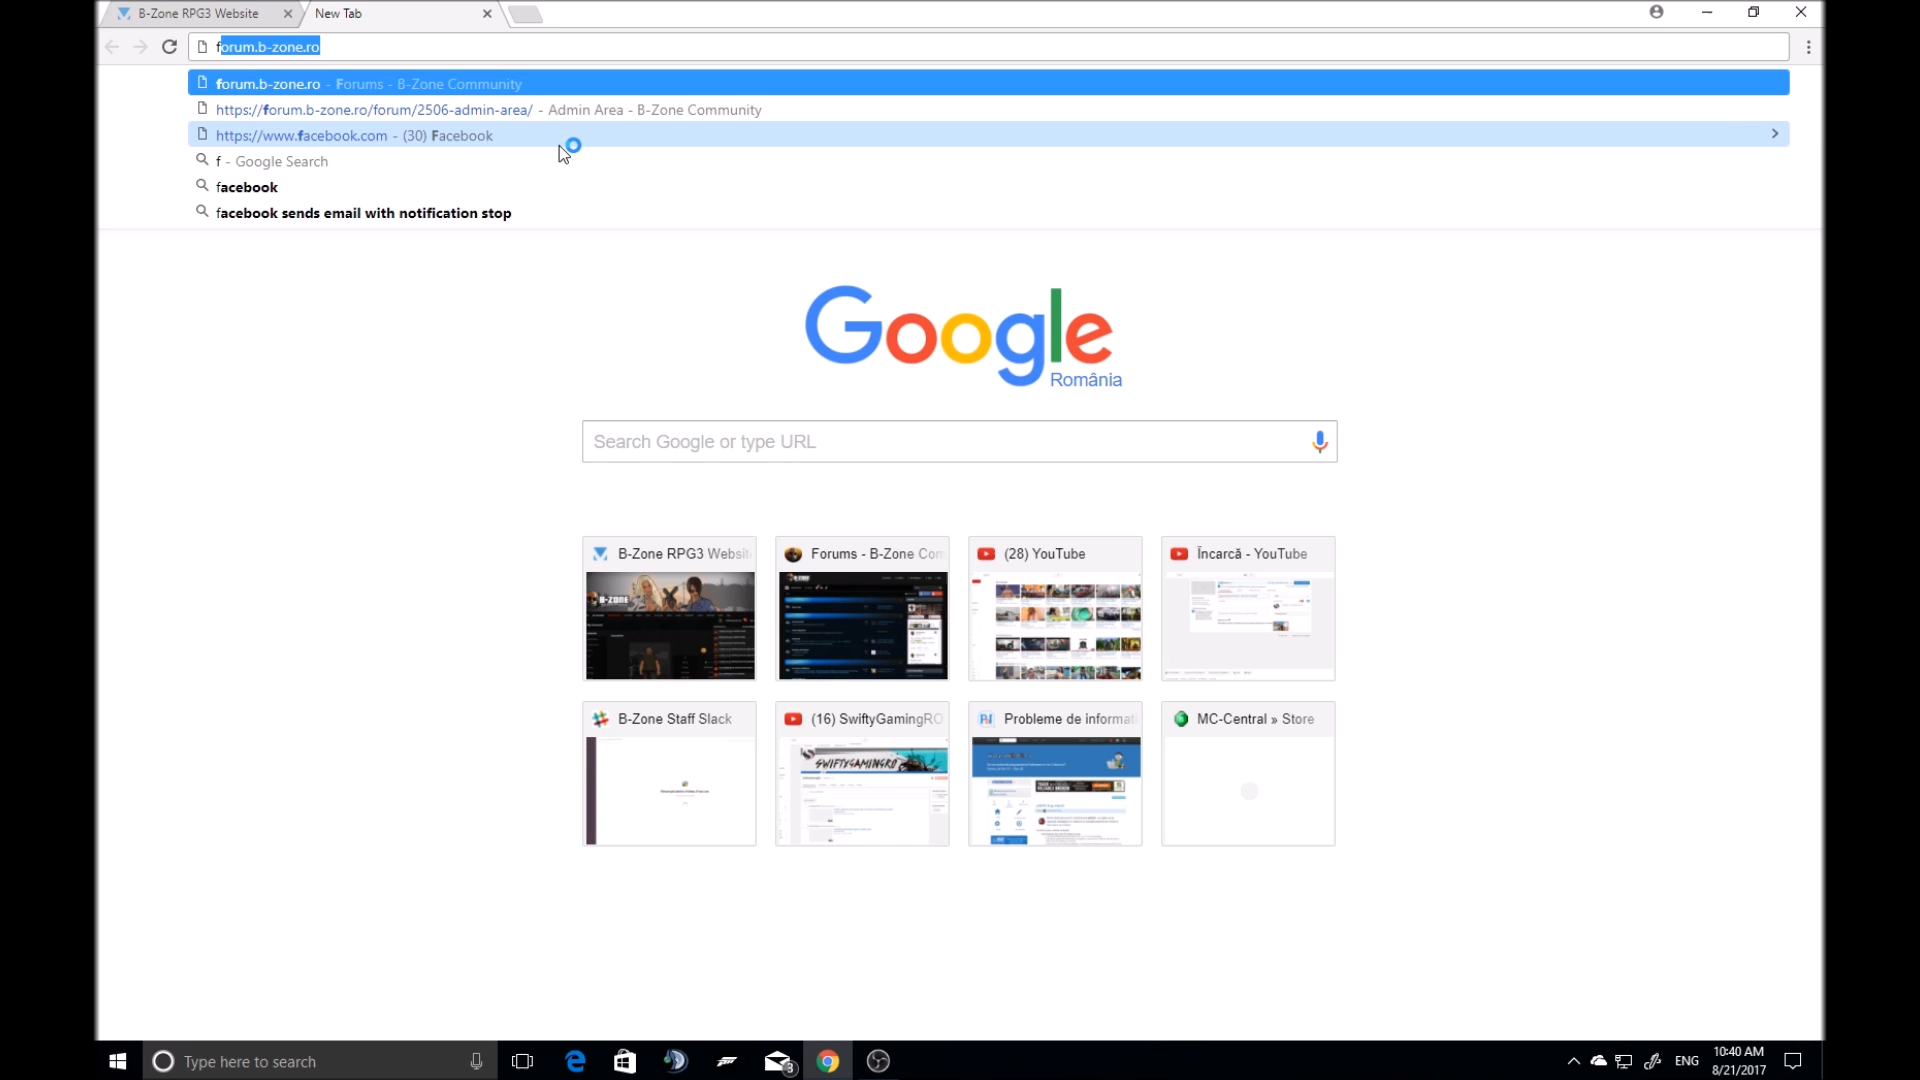 B-Zone RPG3 Website
New Tab
forum.b-zone.ro
forum.b-zone.ro - Forums - B-Zone Community
https://forum.b-zone.ro/forum/2506-admin-area/ - Admin Area - B-Zone Community
https://www.facebook.com - (30) Facebook
f - Google Search
facebook
facebook sends email with notification stop
Google
România
Search Google or type URL
B-Zone RPG3 Websit
Forums - B-Zone Com
(28) YouTube
Încarcă - YouTube
B-ZONE
B-Zone Staff Slack
(16) SwiftyGamingRO
Probleme de informati
MC-Central » Store
SWIFTYGAMINGRO
Type here to search
3
ENG
10:40 AM
8/21/2017